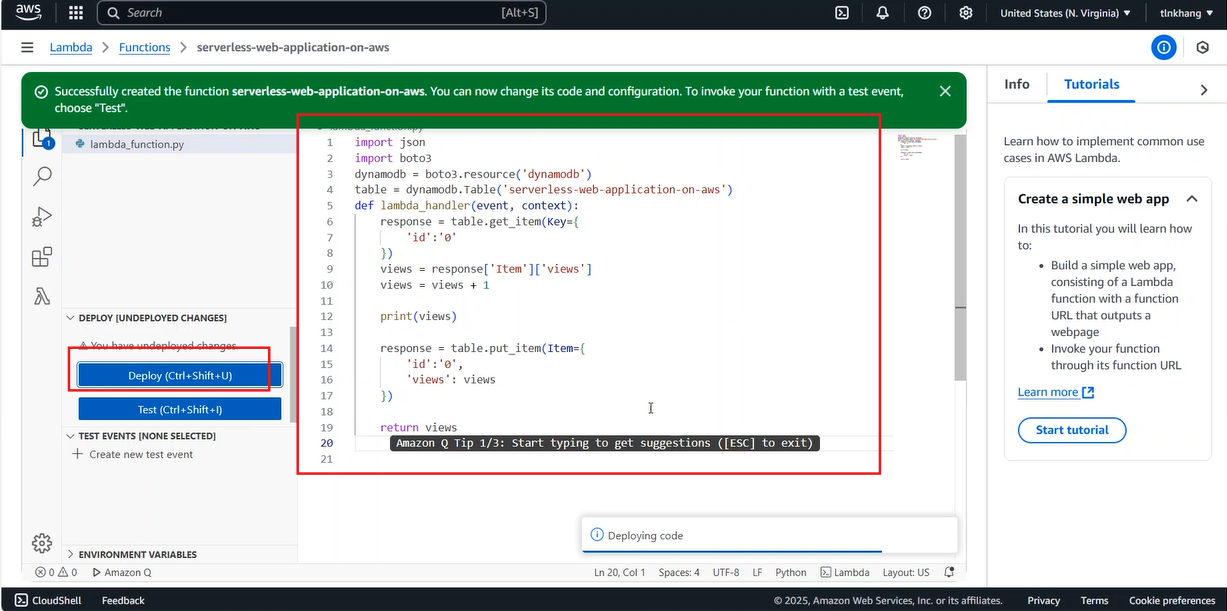 aws
Search
[Alt+S]
United States (N. Virginia)
tlnkhang
Lambda
Functions
serverless-web-application-on-aws
Successfully created the function serverless-web-application-on-aws. You can now change its code and configuration. To invoke your function with a test event,
choose "Test".
1
lambda_function.py
DEPLOY [UNDEPLOYED CHANGES]
You have undeployed changes.
Deploy (Ctrl+Shift+U)
Test (Ctrl+Shift+I)
TEST EVENTS [NONE SELECTED]
Create new test event
ENVIRONMENT VARIABLES
lambda_function.py
1 import json
2 import boto3
3 dynamodb = boto3.resource('dynamodb')
4 table = dynamodb.Table('serverless-web-application-on-aws')
5 def lambda_handler(event, context):
6 response = table.get_item(Key={
7 'id':'0'
8 })
9 views = response['Item']['views']
10 views = views + 1
11
12 print(views)
13
14 response = table.put_item(Item={
15 'id':'0',
16 'views': views
17 })
18
19 return views
20 Amazon Q Tip 1/3: Start typing to get suggestions ([ESC] to exit)
21
Deploying code
0 0 Amazon Q
Ln 20, Col 1 Spaces: 4 UTF-8 LF Python Lambda Layout: US
Info
Tutorials
Learn how to implement common use
cases in AWS Lambda.
Create a simple web app
In this tutorial you will learn how
to:
• Build a simple web app,
consisting of a Lambda
function with a function
URL that outputs a
webpage
• Invoke your function
through its function URL
Learn more
Start tutorial
CloudShell
Feedback
© 2025, Amazon Web Services, Inc. or its affiliates.
Privacy
Terms
Cookie preferences